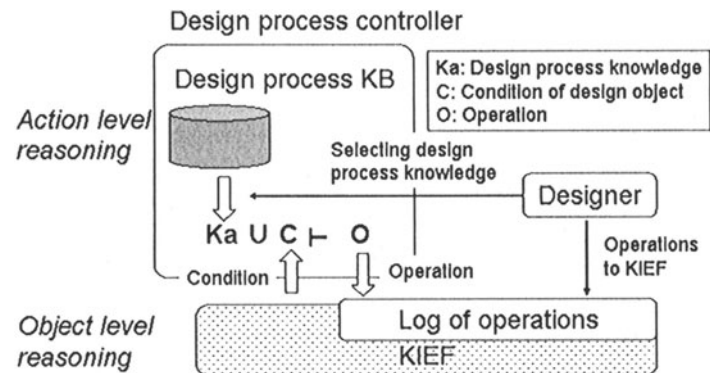 Design process controller
Design process KB
Ka: Design process knowledge
C: Condition of design object
O: Operation
Action level
reasoning
Selecting design
process knowledge
Designer
Ka U C ⊢ O
Operations
to KIEF
Condition
Operation
Object level
reasoning
Log of operations
KIEF